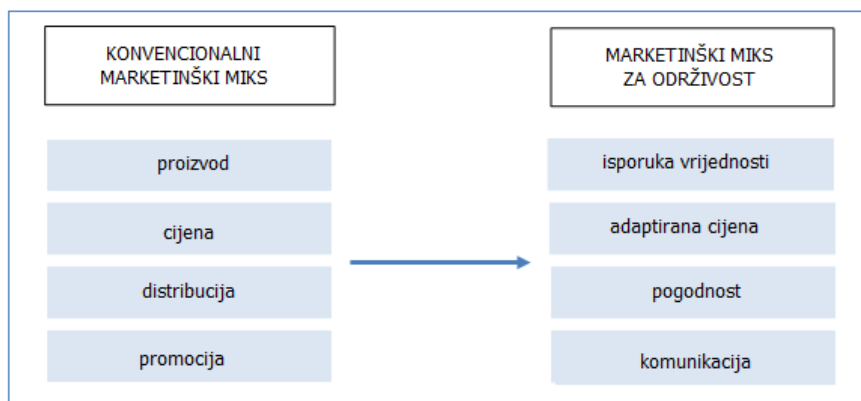 KONVENCIONALNI
MARKETINŠKI MIKS
proizvod
cijena
distribucija
promocija
MARKETINŠKI MIKS
ZA ODRŽIVOST
isporuka vrijednosti
adaptirana cijena
pogodnost
komunikacija